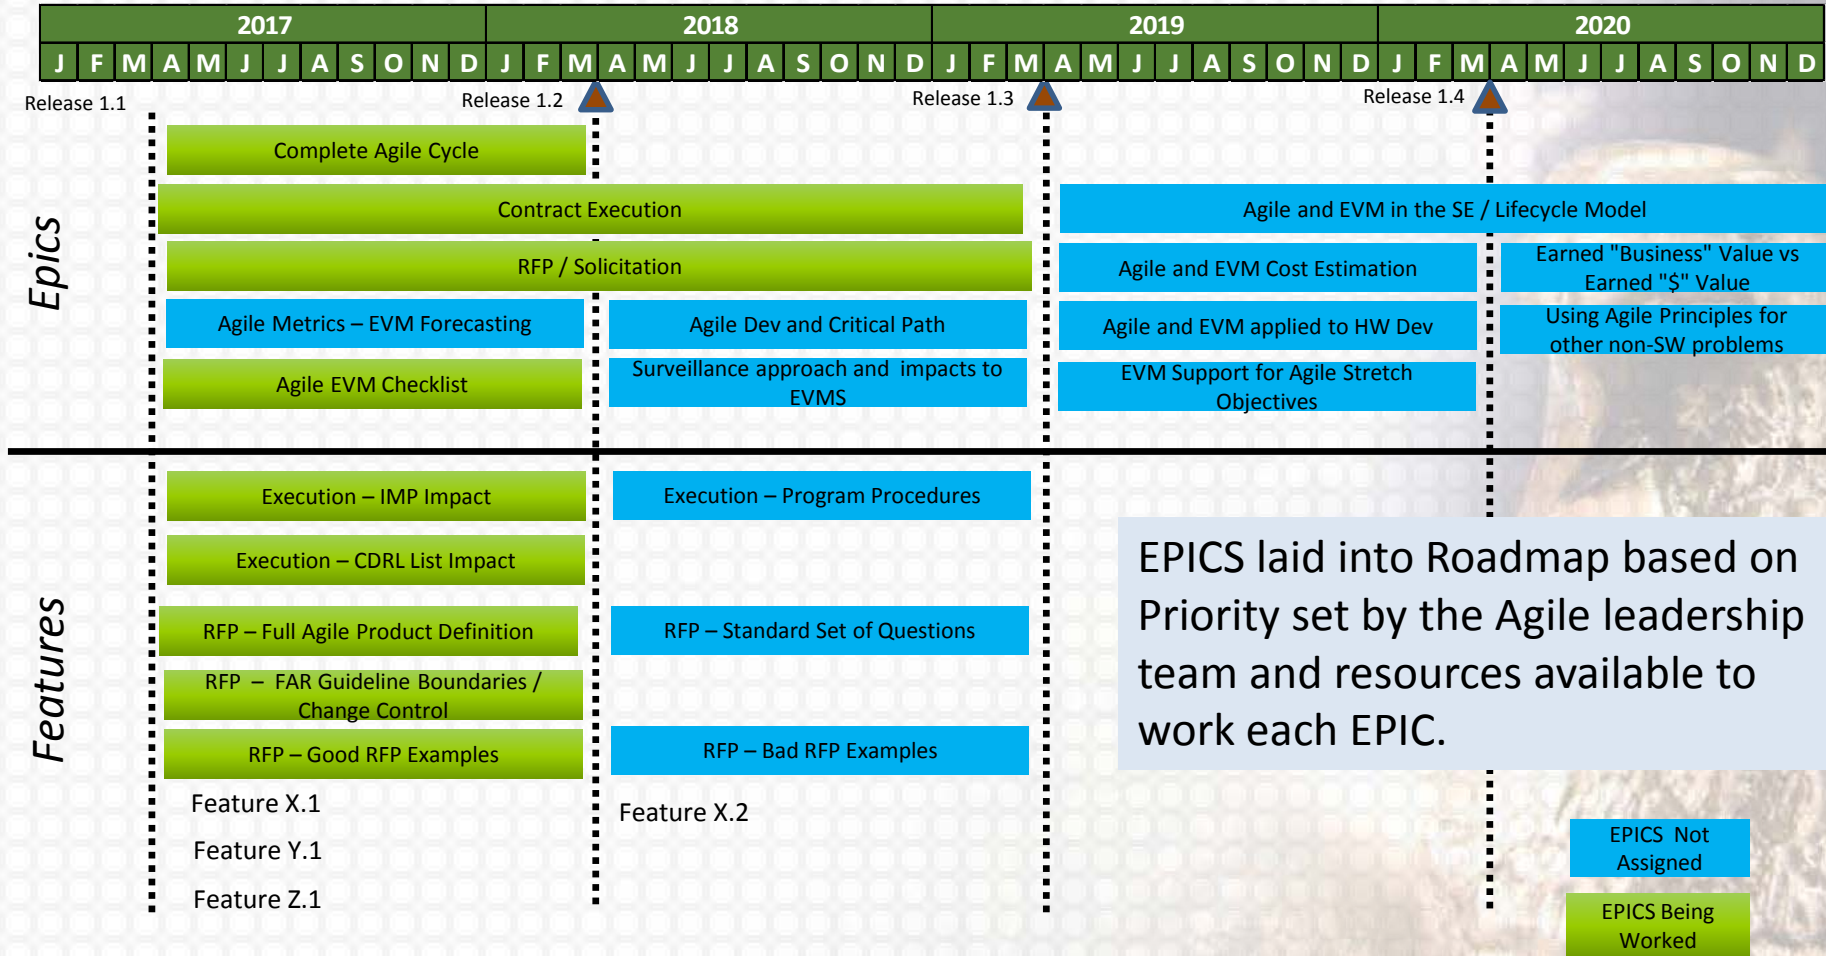 2017 2018 2019 2020
J F M A M J J A S O N D J F M A M J J A S O N D J F M A M J J A S O N D J F M A M J J A S O N D
Release 1.1 Release 1.2 Release 1.3 Release 1.4
Epics
Complete Agile Cycle
Contract Execution
Agile and EVM in the SE / Lifecycle Model
RFP / Solicitation
Agile and EVM Cost Estimation
Earned "Business" Value vs
Earned "$" Value
Agile Metrics – EVM Forecasting
Agile Dev and Critical Path
Agile and EVM applied to HW Dev
Using Agile Principles for
other non-SW problems
Agile EVM Checklist
Surveillance approach and impacts to
EVMS
EVM Support for Agile Stretch
Objectives
Features
Execution – IMP Impact
Execution – Program Procedures
Execution – CDRL List Impact
RFP – Full Agile Product Definition
RFP – Standard Set of Questions
RFP – FAR Guideline Boundaries /
Change Control
RFP – Good RFP Examples
RFP – Bad RFP Examples
Feature X.1
Feature X.2
Feature Y.1
Feature Z.1
EPICS laid into Roadmap based on
Priority set by the Agile leadership
team and resources available to
work each EPIC.
EPICS Not
Assigned
EPICS Being
Worked